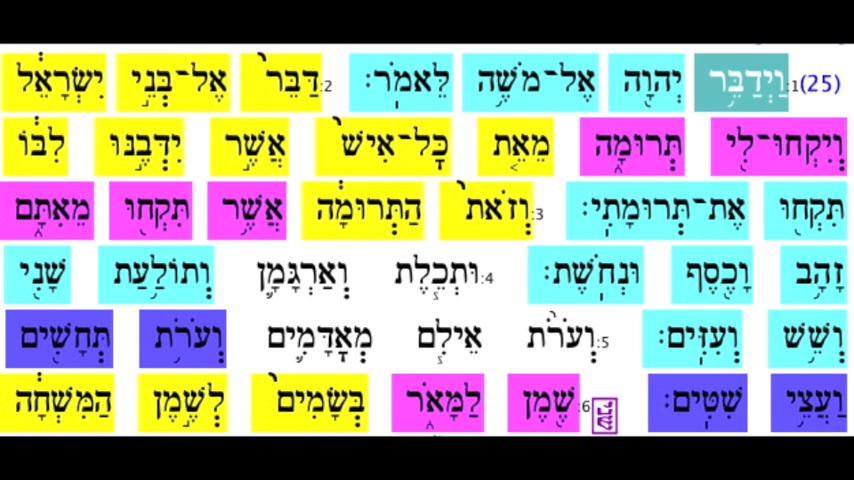 (25) 1: וַיְדַבֵּ֥ר יְהוָ֖ה אֶל־מֹשֶׁ֥ה לֵּאמֹֽר׃ 2: דַּבֵּר֙ אֶל־בְּנֵ֣י יִשְׂרָאֵ֔ל
וְיִקְחוּ־לִ֖י תְּרוּמָ֑ה מֵאֵ֤ת כָּל־אִישׁ֙ אֲשֶׁ֣ר יִדְּבֶ֣נּוּ לִבּ֔וֹ
תִּקְח֖וּ אֶת־תְּרוּמָתִֽי׃ 3: וְזֹאת֙ הַתְּרוּמָ֔ה אֲשֶׁ֥ר תִּקְח֖וּ מֵאִתָּ֑ם
זָהָ֥ב וָכֶ֖סֶף וּנְחֹֽשֶׁת׃ 4: וּתְכֵ֧לֶת וְאַרְגָּמָ֛ן וְתוֹלַ֥עַת שָׁנִ֖י
וְשֵׁ֥שׁ וְעִזִּֽים׃ 5: וְעֹרֹ֨ת אֵילִ֧ם מְאָדָּמִ֛ים וְעֹרֹ֥ת תְּחָשִׁ֖ים
וַעֲצֵ֥י שִׁטִּֽים׃ שני 6: שֶׁ֖מֶן לַמָּאֹ֑ר בְּשָׂמִים֙ לְשֶׁ֣מֶן הַמִּשְׁחָ֔ה